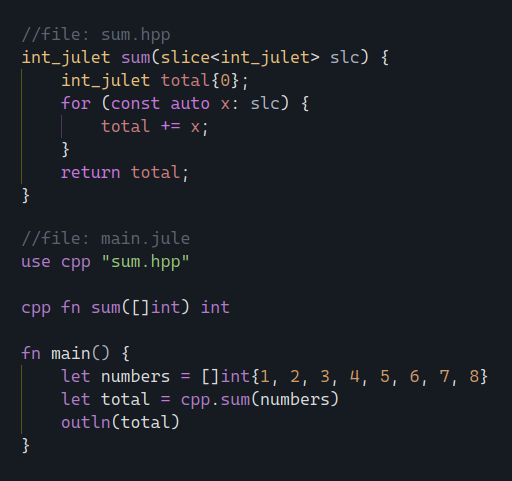 //file: sum.hpp
int_julet sum(slice<int_julet> slc) {
    int_julet total{0};
    for (const auto x: slc) {
        total += x;
    }
    return total;
}

//file: main.jule
use cpp "sum.hpp"

cpp fn sum([]int) int

fn main() {
    let numbers = []int{1, 2, 3, 4, 5, 6, 7, 8}
    let total = cpp.sum(numbers)
    outln(total)
}